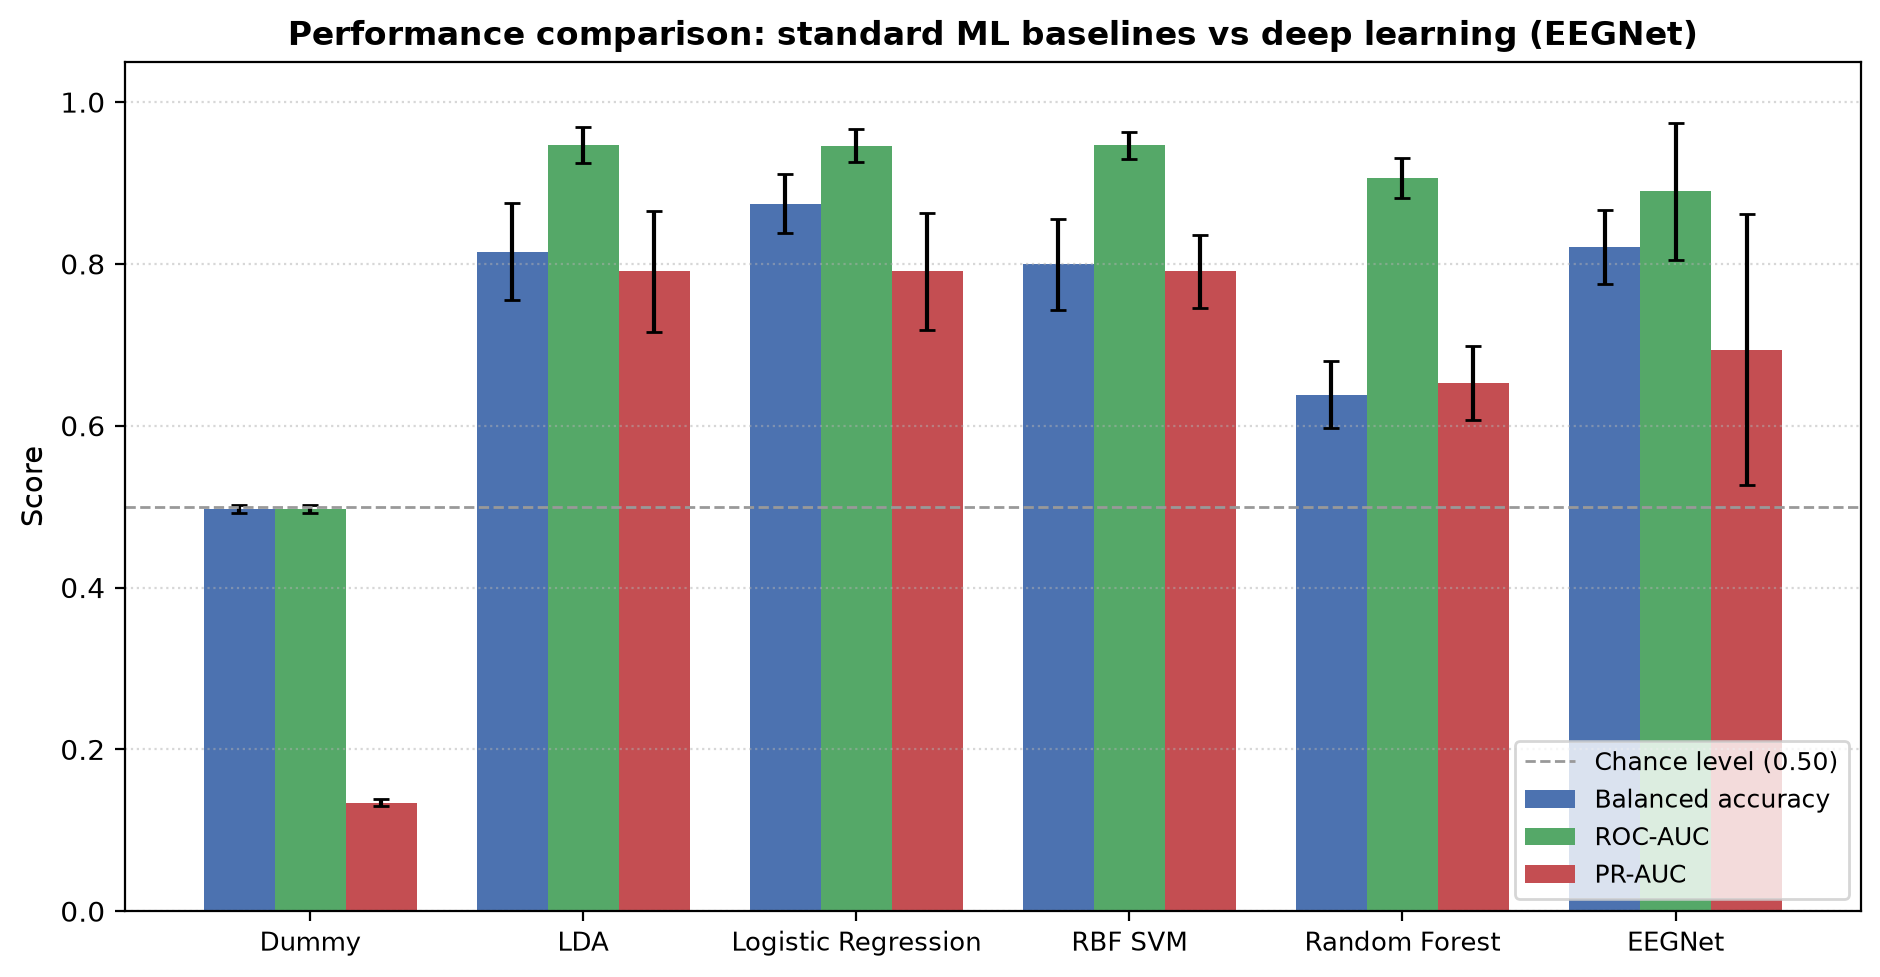 Performance comparison: standard ML baselines vs deep learning (EEGNet)
Score
1.0
0.8
0.6
0.4
0.2
0.0
Chance level (0.50)
Balanced accuracy
ROC-AUC
PR-AUC
Dummy
LDA
Logistic Regression
RBF SVM
Random Forest
EEGNet